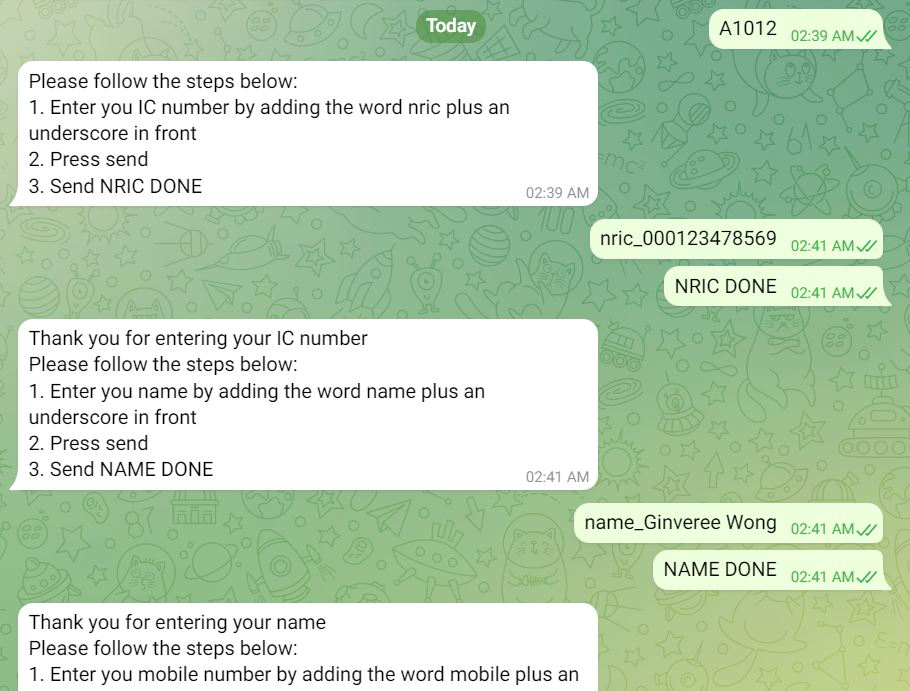 Today
A1012 02:39 AM
Please follow the steps below:
1. Enter you IC number by adding the word nric plus an
underscore in front
2. Press send
3. Send NRIC DONE
02:39 AM
nric_000123478569 02:41 AM
NRIC DONE 02:41 AM
Thank you for entering your IC number
Please follow the steps below:
1. Enter you name by adding the word name plus an
underscore in front
2. Press send
3. Send NAME DONE
02:41 AM
name_Ginveree Wong 02:41 AM
NAME DONE 02:41 AM
Thank you for entering your name
Please follow the steps below:
1. Enter you mobile number by adding the word mobile plus an